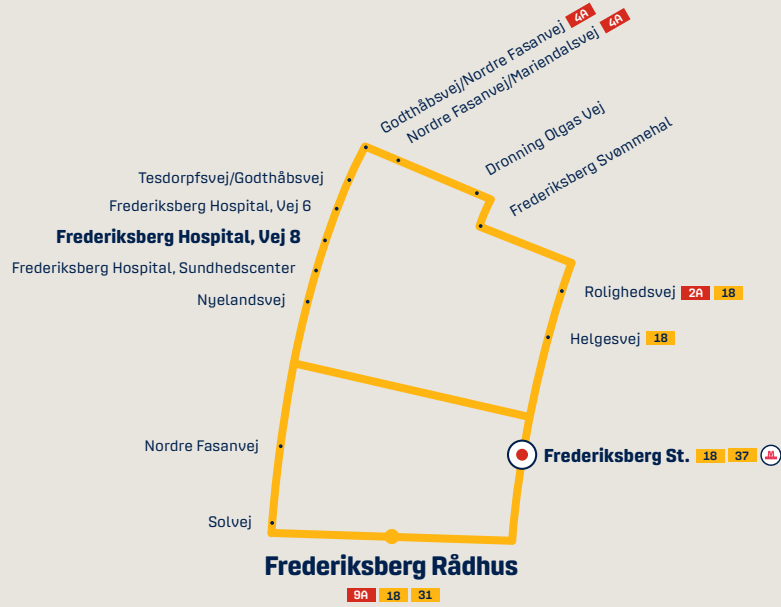 Godthåbsvej/Nordre Fasanvej 4A
Nordre Fasanvej/Mariendalsvej 4A
Dronning Olgas Vej
Frederiksberg Svømmehal
Tesdorpfsvej/Godthåbsvej
Frederiksberg Hospital, Vej 6
Frederiksberg Hospital, Vej 8
Frederiksberg Hospital, Sundhedscenter
Nyelandsvej
Rolighedsvej 2A 18
Helgesvej 18
Nordre Fasanvej
Frederiksberg St. 18 37 M
Solvej
Frederiksberg Rådhus
9A 18 31